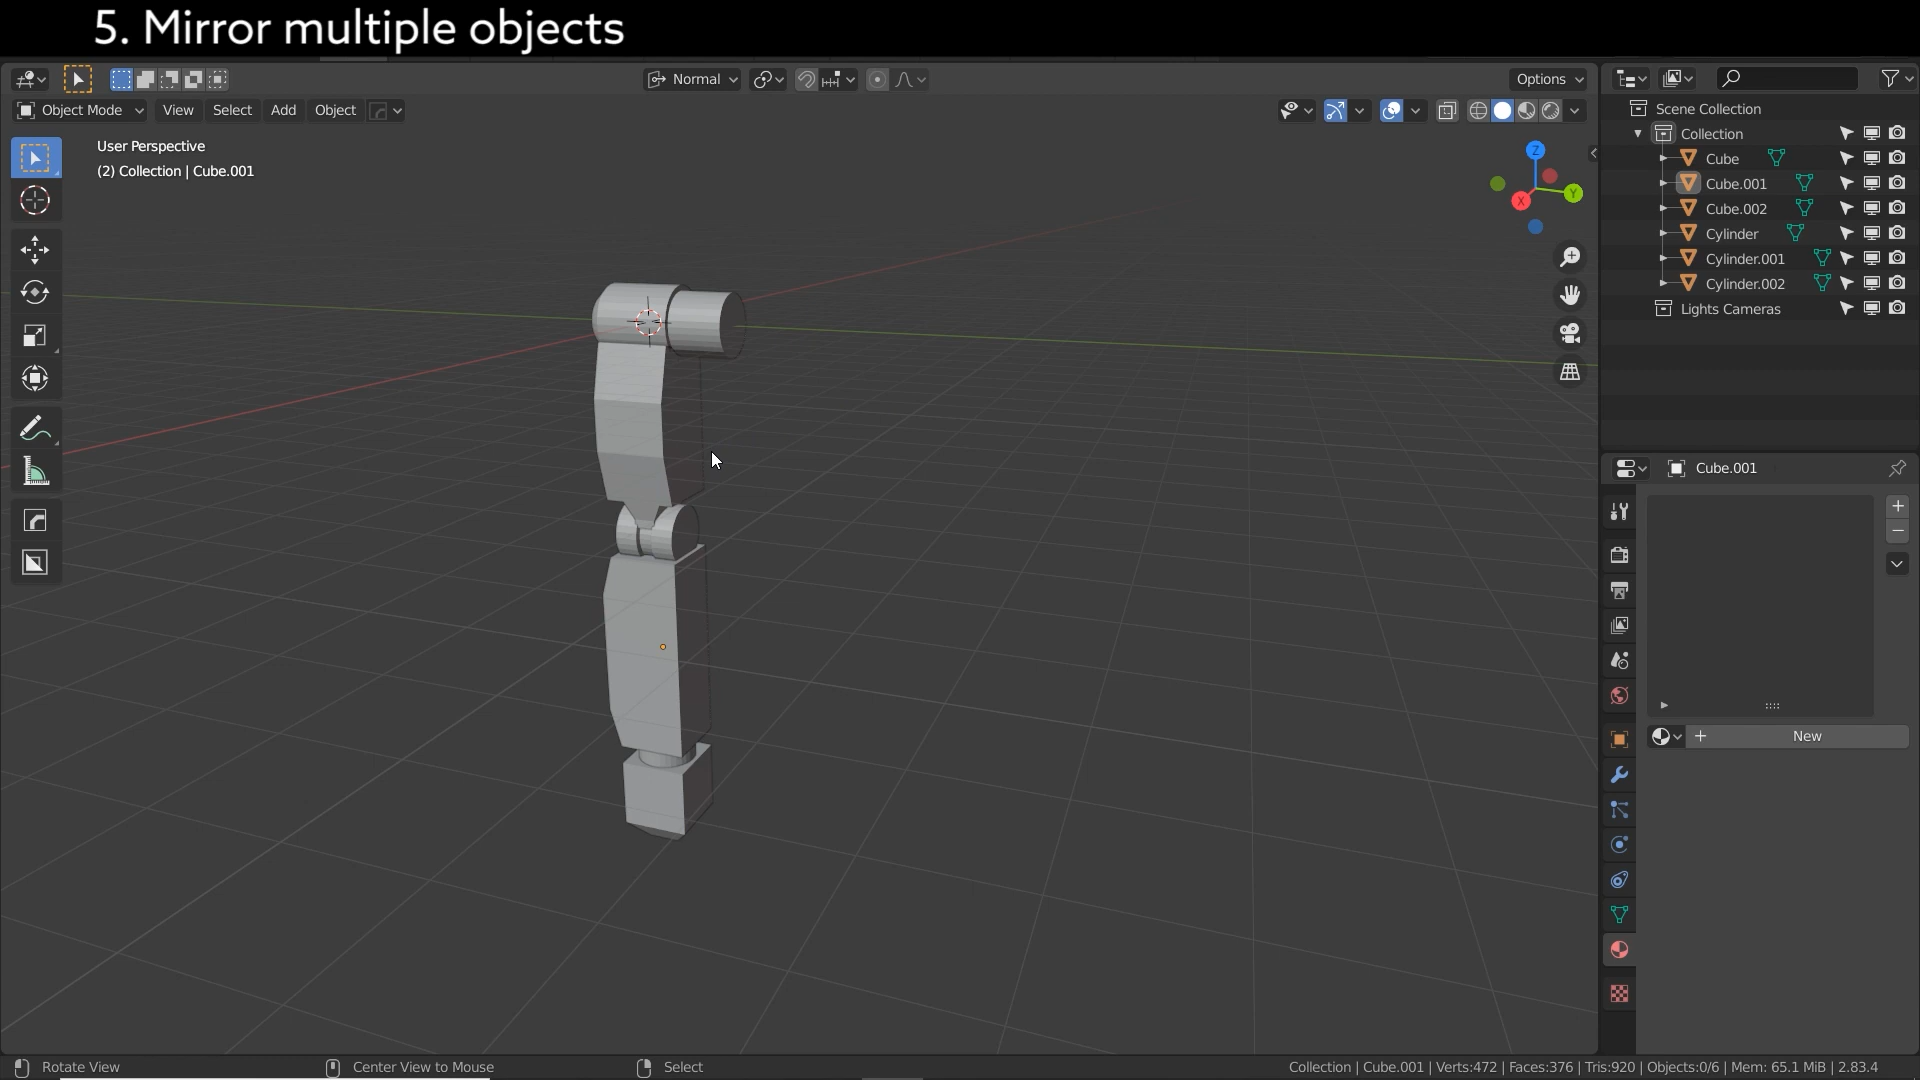 5. Mirror multiple objects
Normal
Options
Object Mode View Select Add Object
User Perspective
(2) Collection | Cube.001
Z
Y
X
Scene Collection
Collection
Cube
Cube.001
Cube.002
Cylinder
Cylinder.001
Cylinder.002
Lights Cameras
Cube.001
New
Rotate View Center View to Mouse Select Collection | Cube.001 | Verts:472 | Faces:376 | Tris:920 | Objects:0/6 | Mem: 65.1 MiB | 2.83.4